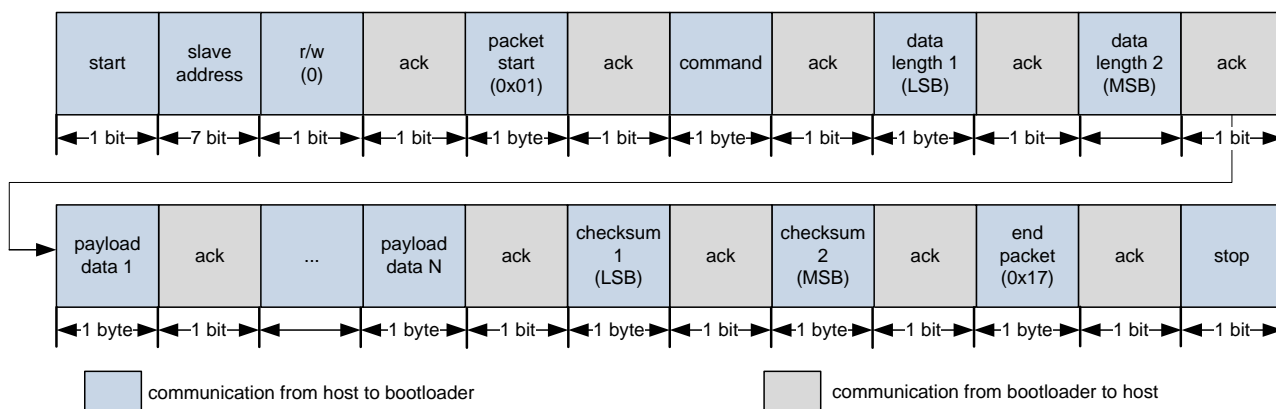 start slave address r/w (0) ack packet start (0x01) ack command ack data length 1 (LSB) ack data length 2 (MSB) ack
1 bit 7 bit 1 bit 1 bit 1 byte 1 bit 1 byte 1 bit 1 byte 1 bit 1 bit
payload data 1 ack ... payload data N ack checksum 1 (LSB) ack checksum 2 (MSB) ack end packet (0x17) ack stop
1 byte 1 bit 1 byte 1 bit 1 byte 1 bit 1 byte 1 bit 1 byte 1 bit 1 bit
communication from host to bootloader
communication from bootloader to host